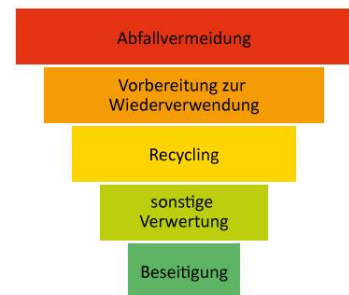 Abfallvermeidung
Vorbereitung zur
Wiederverwendung
Recycling
sonstige
Verwertung
Beseitigung